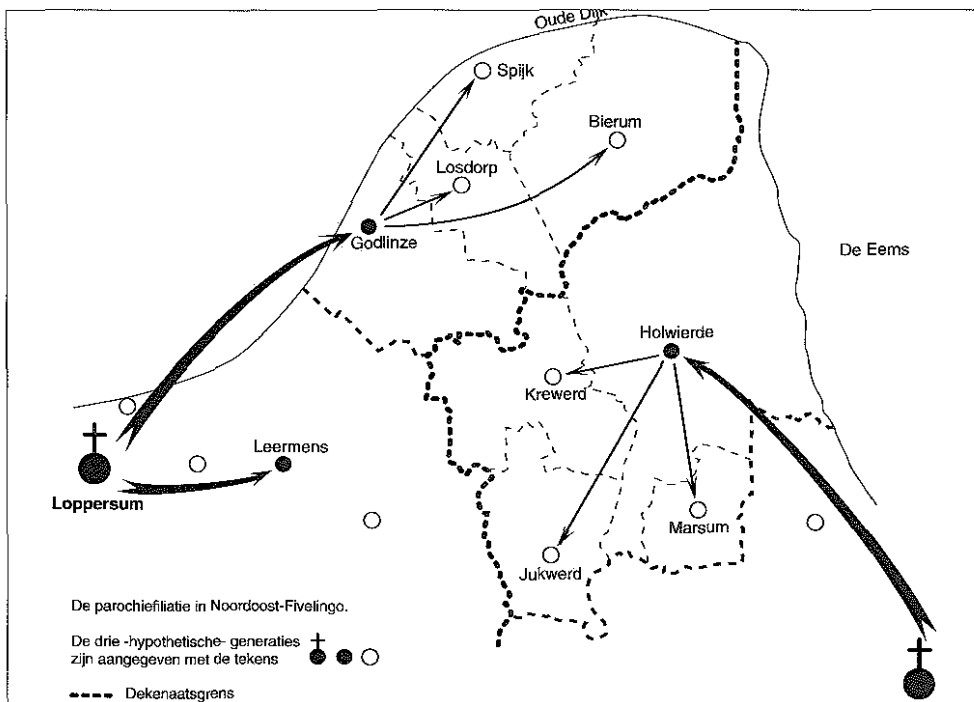 Oude Dijk
Spijk
Bierum
Losdorp
Godlinze
De Eems
Holwierde
Krewerd
Leermens
Loppersum
Marsum
Jukwerd
De parochiefiliatie in Noordoost-Fivelingo.
De drie -hypothetische- generaties
zijn aangegeven met de tekens
Dekenaatsgrens